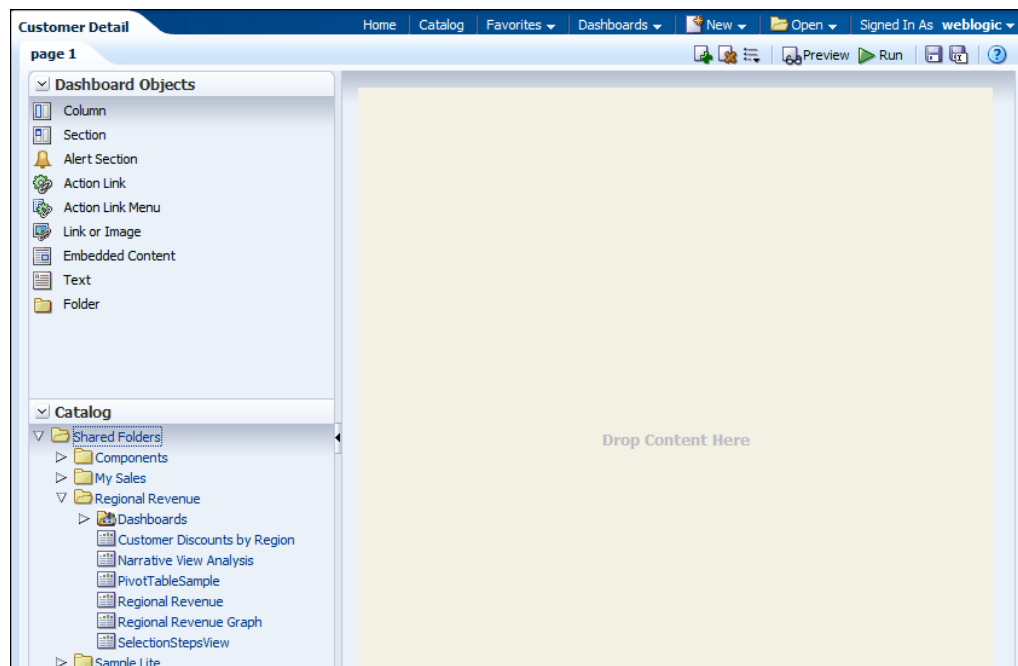 Customer Detail
Home Catalog Favorites Dashboards New Open Signed In As weblogic
page 1
Preview Run
Dashboard Objects
Column
Section
Alert Section
Action Link
Action Link Menu
Link or Image
Embedded Content
Text
Folder
Catalog
Shared Folders
Components
My Sales
Regional Revenue
Dashboards
Customer Discounts by Region
Narrative View Analysis
PivotTableSample
Regional Revenue
Regional Revenue Graph
SelectionStepsView
Sample Lite
Drop Content Here